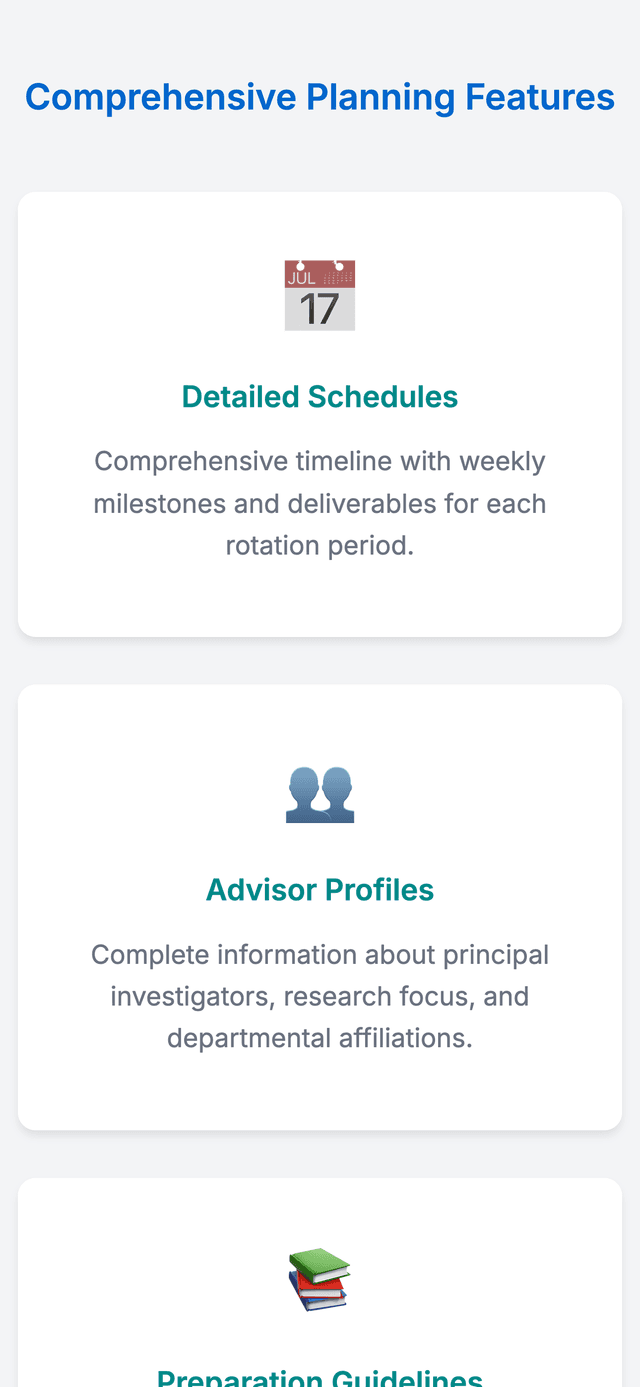 Comprehensive Planning Features
JUL
17
Detailed Schedules
Comprehensive timeline with weekly
milestones and deliverables for each
rotation period.
Advisor Profiles
Complete information about principal
investigators, research focus, and
departmental affiliations.
Preparation Guidelines